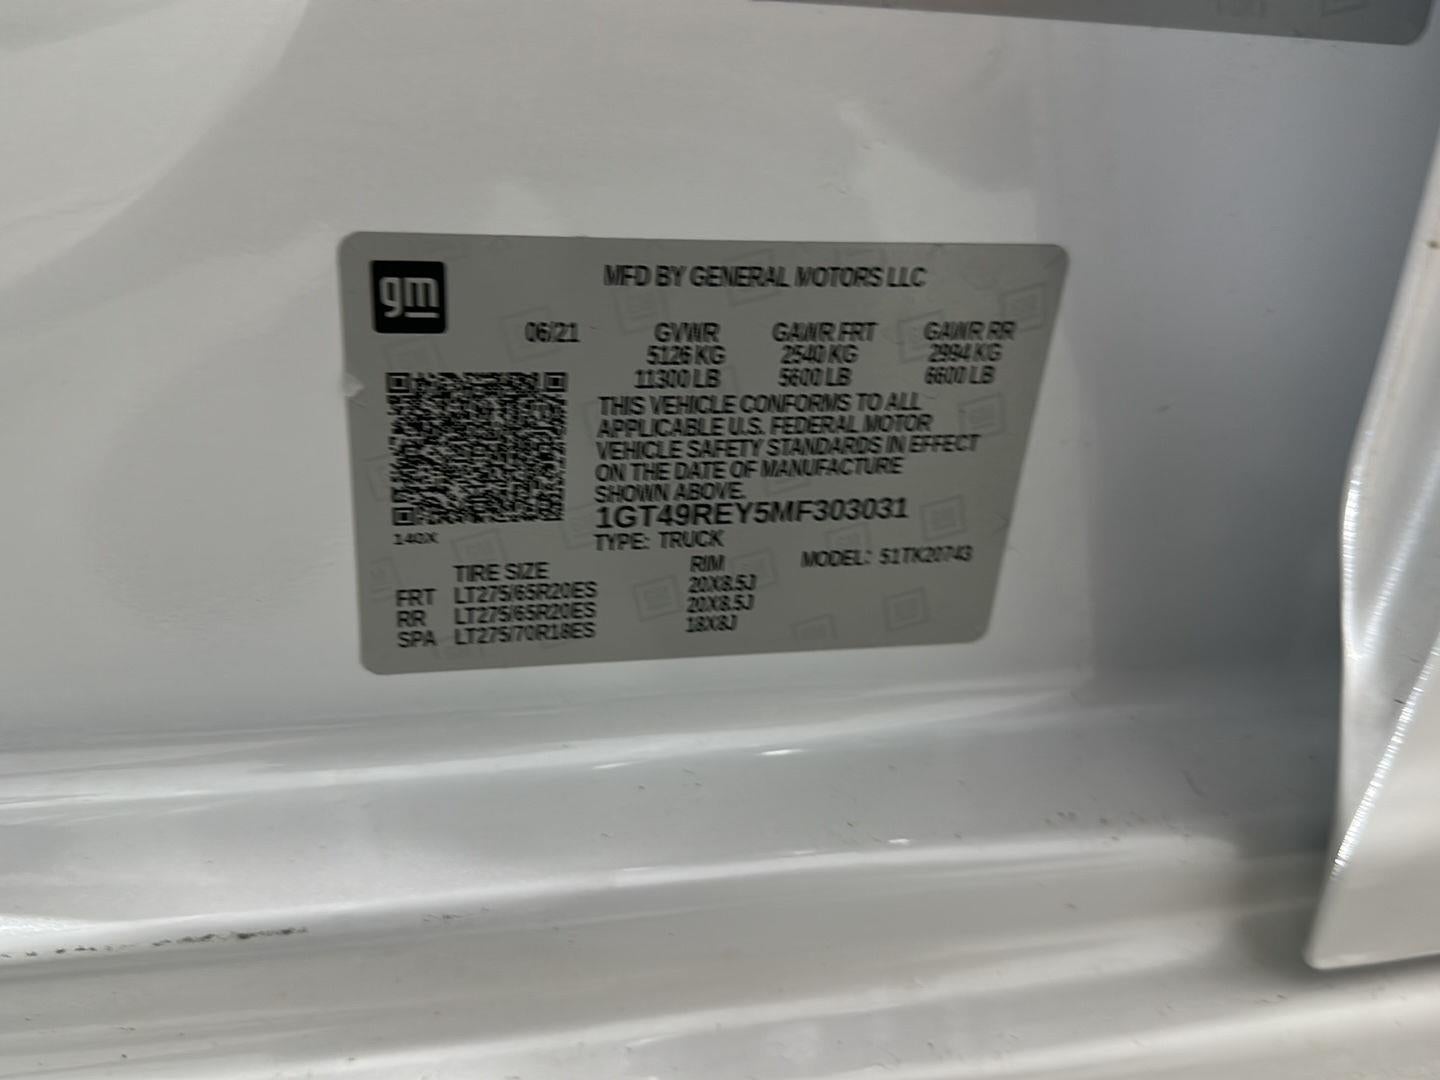 gm
MFD BY GENERAL MOTORS LLC
06/21 GVWR GAWR FRT GAWR RR
5126 KG 2540 KG 2994 KG
11300 LB 5600 LB 6600 LB
THIS VEHICLE CONFORMS TO ALL
APPLICABLE U.S. FEDERAL MOTOR
VEHICLE SAFETY STANDARDS IN EFFECT
ON THE DATE OF MANUFACTURE
SHOWN ABOVE.
1GT49REY5MF303031
140X
TYPE: TRUCK
TIRE SIZE RIM MODEL: 51TK20743
FRT LT275/65R20ES 20X8.5J
RR LT275/65R20ES 20X8.5J
SPA LT275/70R18ES 18X8J